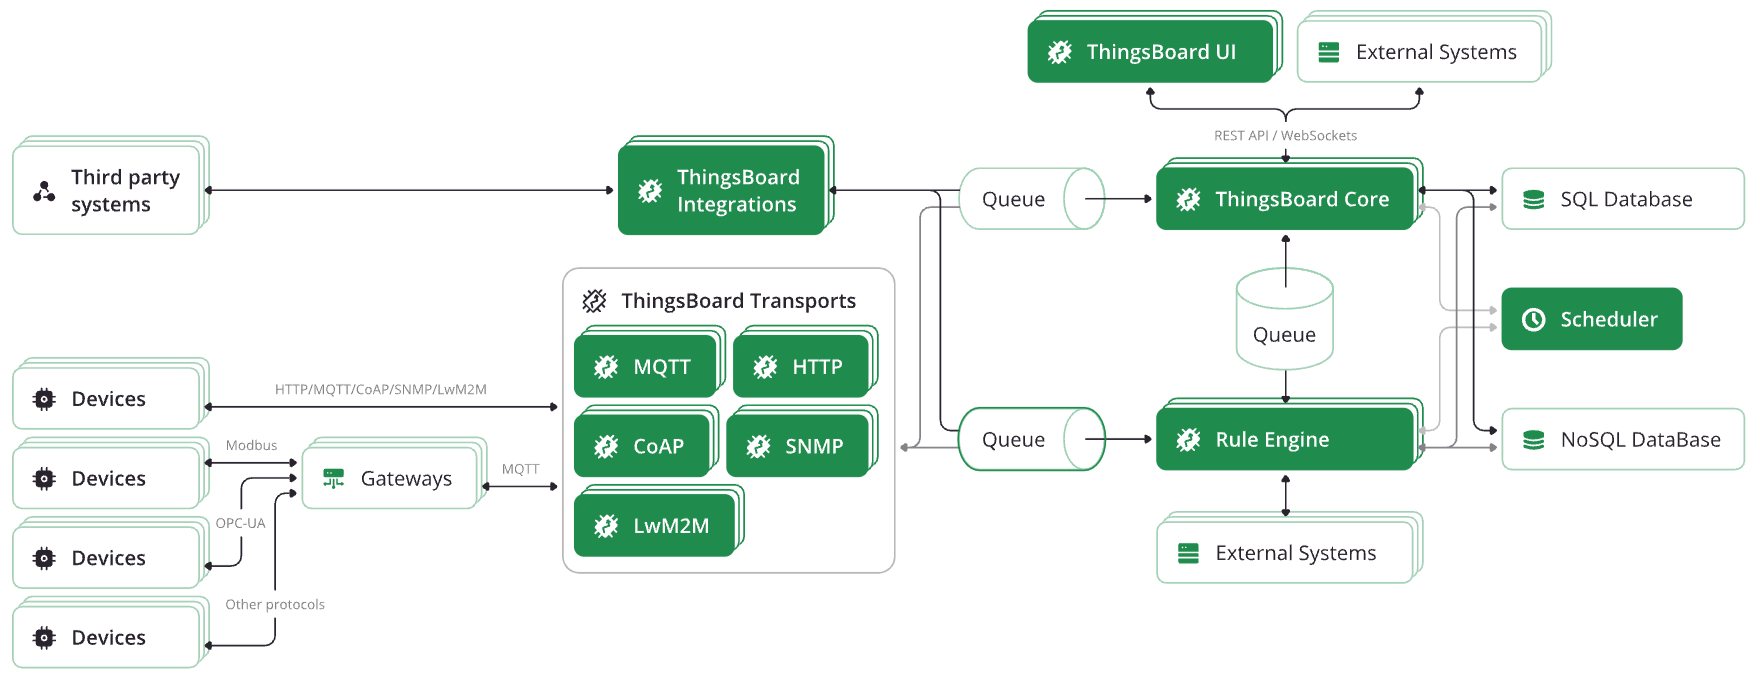 ThingsBoard UI
External Systems
REST API / WebSockets
Third party
systems
ThingsBoard
Integrations
Queue
ThingsBoard Core
SQL Database
ThingsBoard Transports
MQTT
HTTP
CoAP
SNMP
LwM2M
Queue
Scheduler
Devices
HTTP/MQTT/CoAP/SNMP/LwM2M
Devices
Modbus
Gateways
MQTT
OPC-UA
Devices
Other protocols
Devices
Queue
Rule Engine
NoSQL DataBase
External Systems